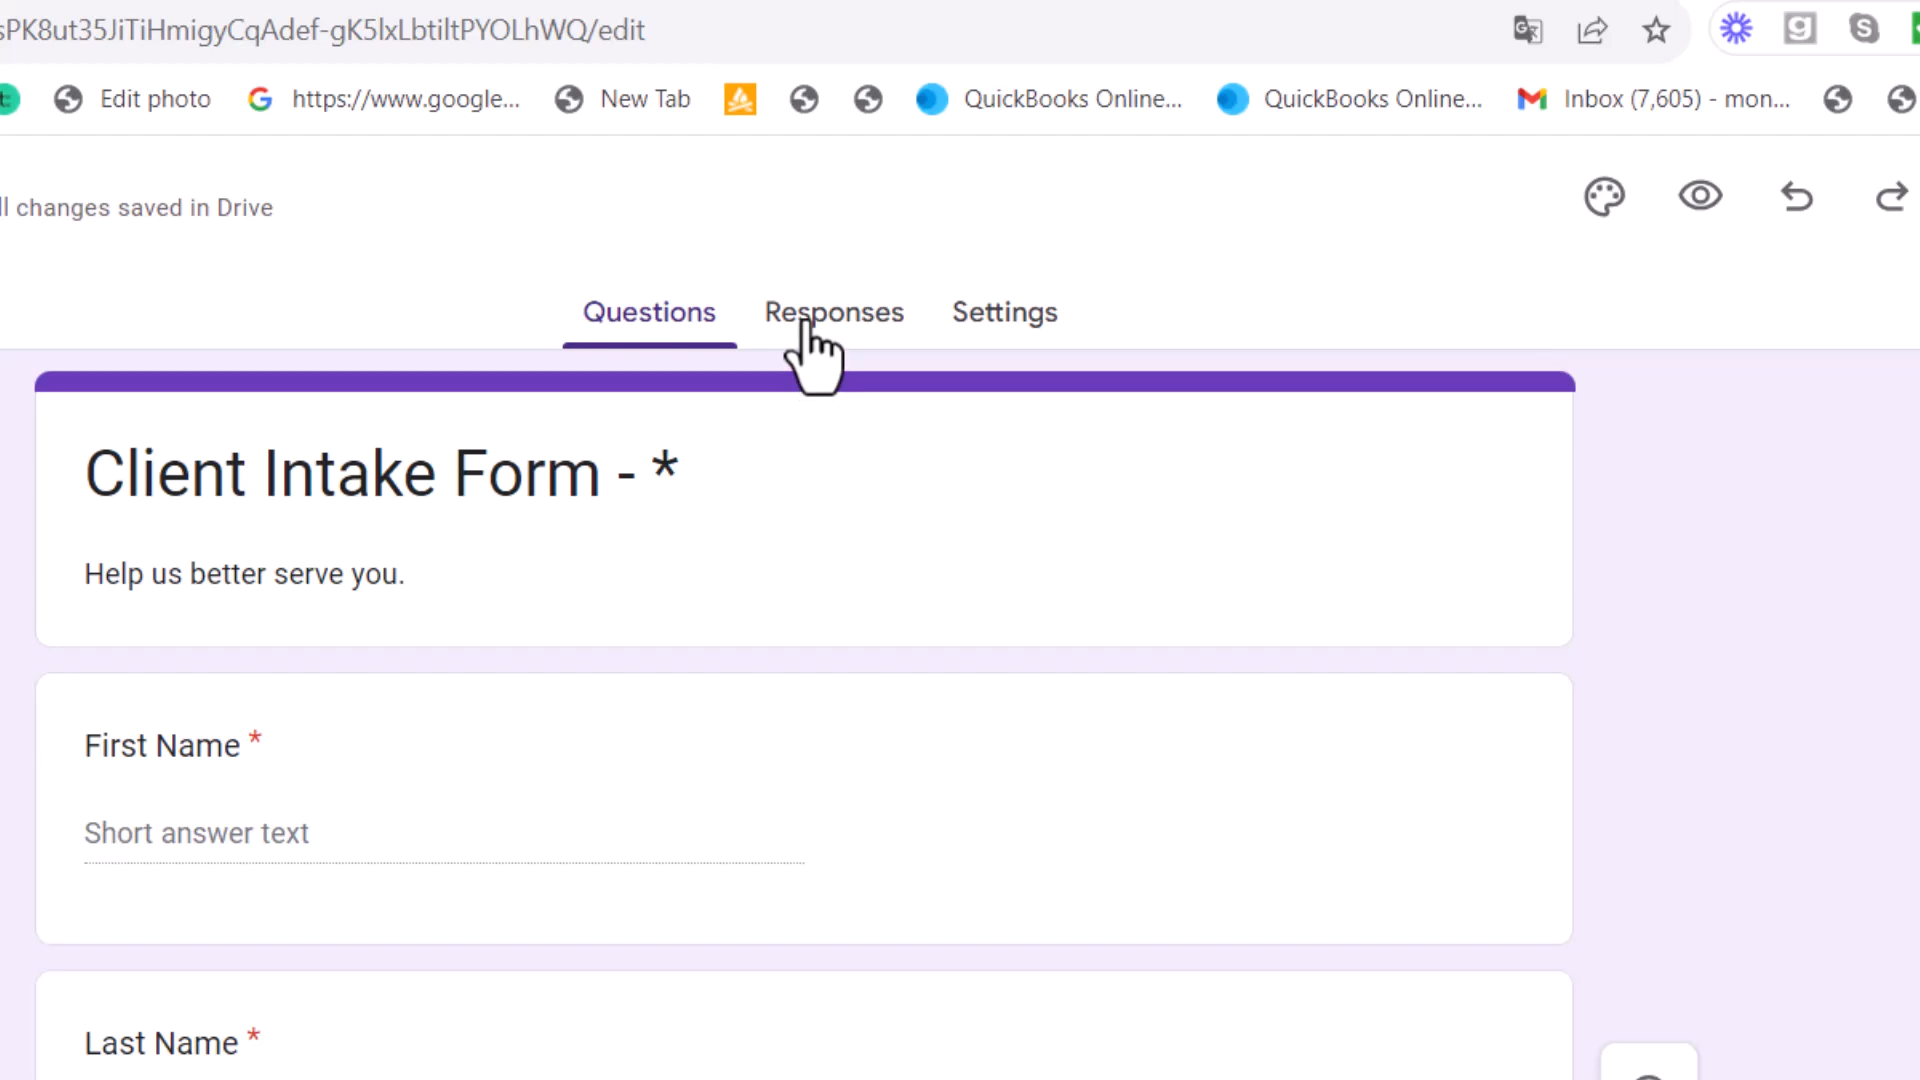 sPK8ut35JiTiHmigyCqAdef-gK5lxLbtiltPYOLhWQ/edit
Edit photo https://www.google... New Tab QuickBooks Online... QuickBooks Online... Inbox (7,605) - mon...
ll changes saved in Drive
Questions Responses Settings
Client Intake Form - *
Help us better serve you.
First Name *
Short answer text
Last Name *